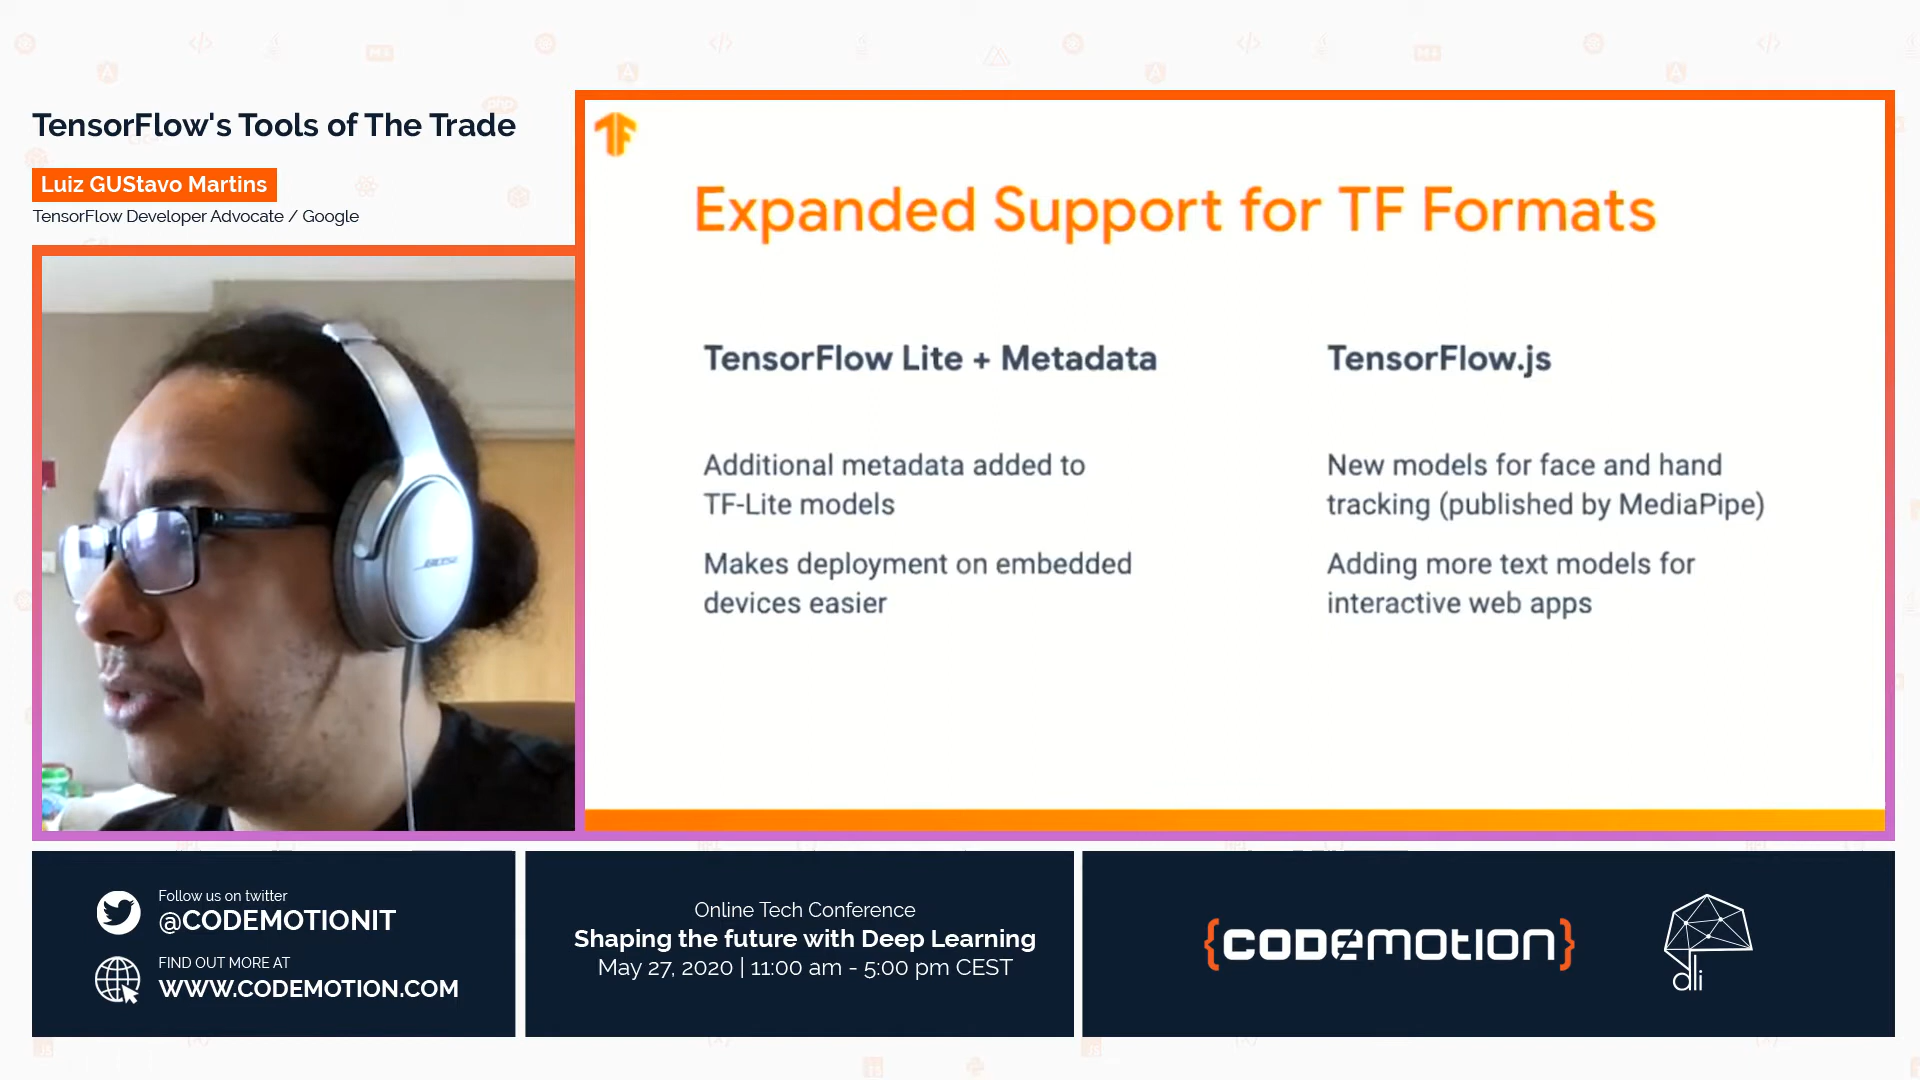 TensorFlow's Tools of The Trade
Luiz GUStavo Martins
TensorFlow Developer Advocate / Google
Expanded Support for TF Formats
TensorFlow Lite + Metadata
Additional metadata added to
TF-Lite models
Makes deployment on embedded
devices easier
TensorFlow.js
New models for face and hand
tracking (published by MediaPipe)
Adding more text models for
interactive web apps
BOSE
Follow us on twitter
@CODEMOTIONIT
FIND OUT MORE AT
WWW.CODEMOTION.COM
Online Tech Conference
Shaping the future with Deep Learning
May 27, 2020 | 11:00 am - 5:00 pm CEST
{CODEMOTION}
dli